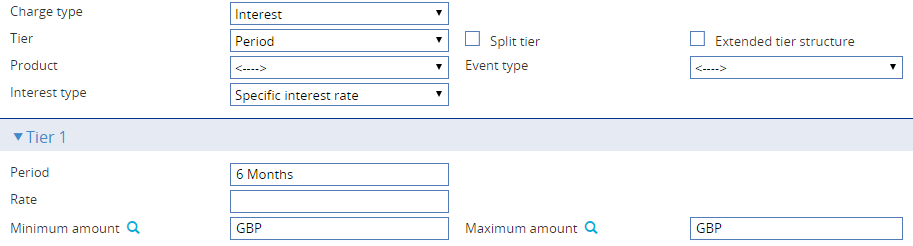 Charge type Interest
Tier Period Split tier Extended tier structure
Product <----> Event type <---->
Interest type Specific interest rate
Tier 1
Period 6 Months
Rate
Minimum amount GBP Maximum amount GBP